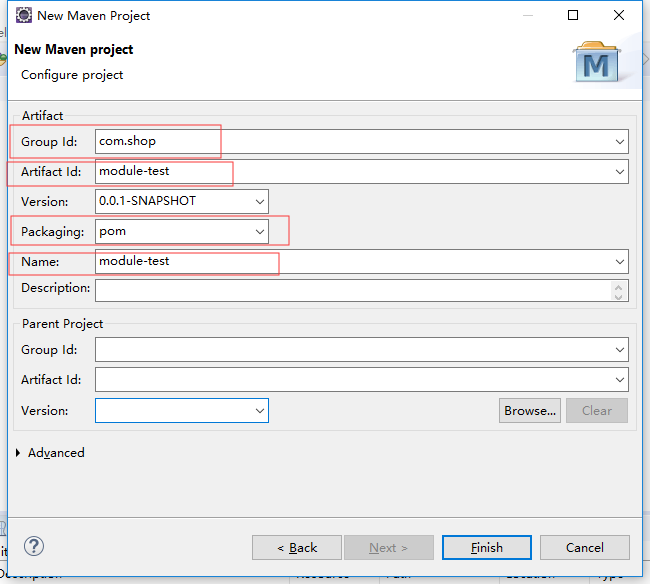 New Maven Project
New Maven project
Configure project
M
Artifact
Group Id: com.shop
Artifact Id: module-test
Version: 0.0.1-SNAPSHOT
Packaging: pom
Name: module-test
Description:
Parent Project
Group Id:
Artifact Id:
Version: Browse... Clear
Advanced
? < Back Next > Finish Cancel